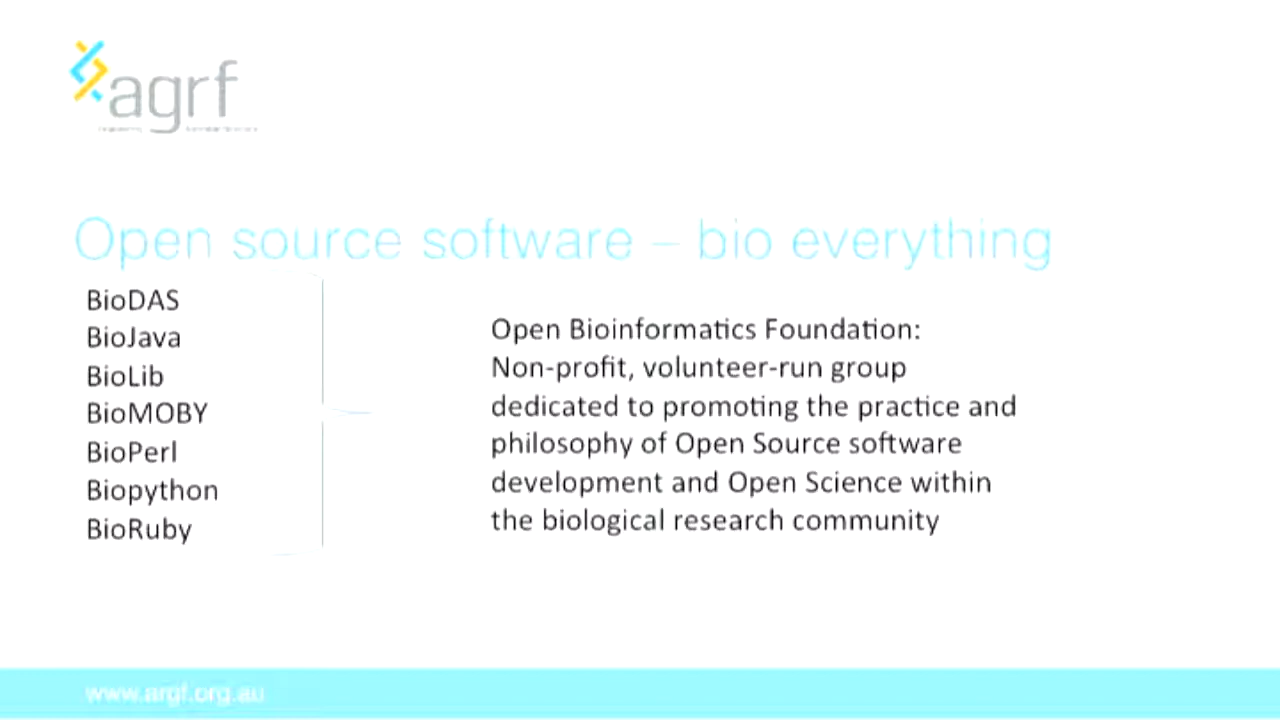 agrf
Open source software – bio everything
BioDAS
BioJava
BioLib
BioMOBY
BioPerl
Biopython
BioRuby
Open Bioinformatics Foundation:
Non-profit, volunteer-run group
dedicated to promoting the practice and
philosophy of Open Source software
development and Open Science within
the biological research community
www.argf.org.au